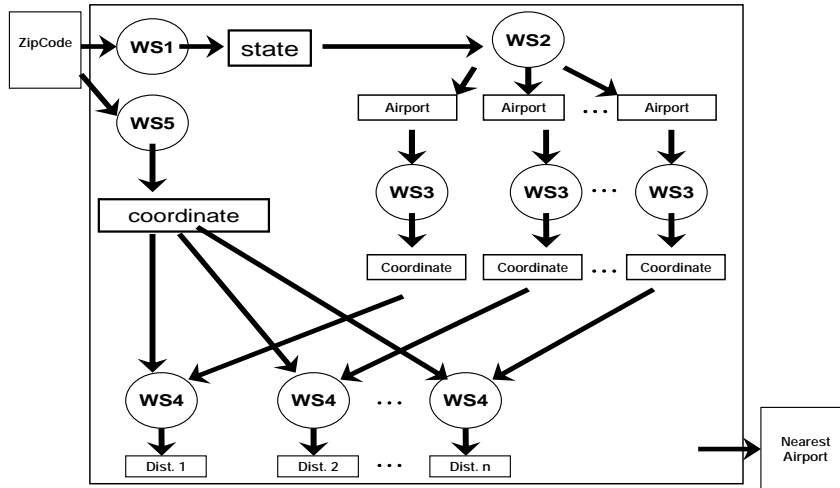 ZipCode
WS1
state
WS2
WS5
Airport
Airport
...
Airport
WS3
WS3
...
WS3
coordinate
Coordinate
Coordinate
...
Coordinate
WS4
WS4
...
WS4
Dist. 1
Dist. 2
...
Dist. n
Nearest
Airport